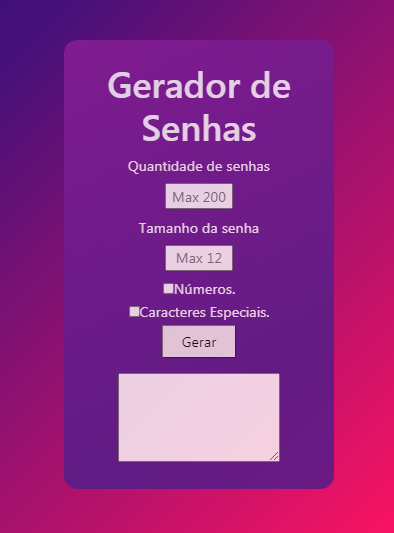 Gerador de
Senhas
Quantidade de senhas
Max 200
Tamanho da senha
Max 12
Números.
Caracteres Especiais.
Gerar